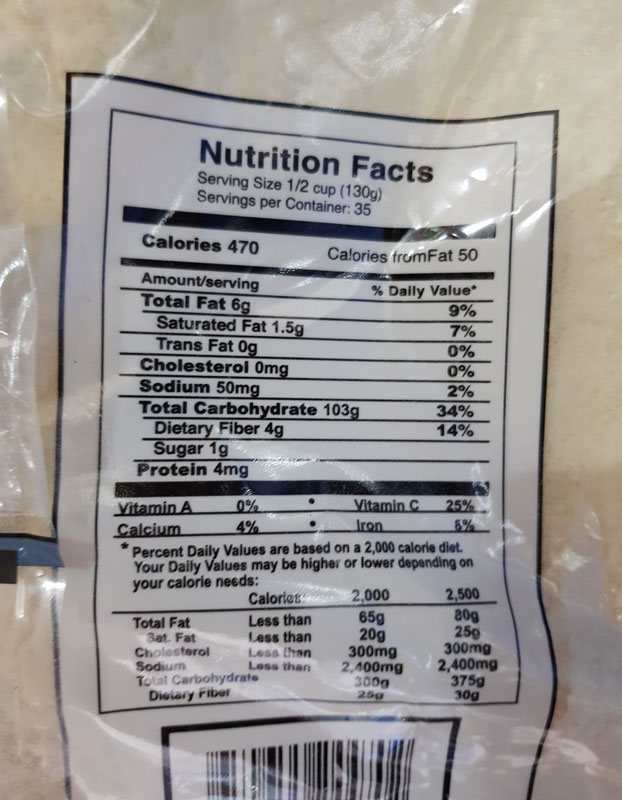 Nutrition Facts
Serving Size 1/2 cup (130g)
Servings per Container: 35
Calories 470 Calories fromFat 50
Amount/serving % Daily Value*
Total Fat 6g 9%
Saturated Fat 1.5g 7%
Trans Fat 0g 0%
Cholesterol 0mg 0%
Sodium 50mg 2%
Total Carbohydrate 103g 34%
Dietary Fiber 4g 14%
Sugar 1g
Protein 4mg
Vitamin A 0% • Vitamin C 25%
Calcium 4% • Iron
* Percent Daily Values are based on a 2,000 calorie diet.
Your Daily Values may be higher or lower depending on
your calorie needs:
Calories: 2,000 2,500
Total Fat Less than 65g 80g
Sat. Fat Less than 20g 25g
Cholesterol Less than 300mg 300mg
Sodium Less than 2,400mg 2,400mg
Total Carbohydrate 300g 375g
Dietary Fiber 25g 30g